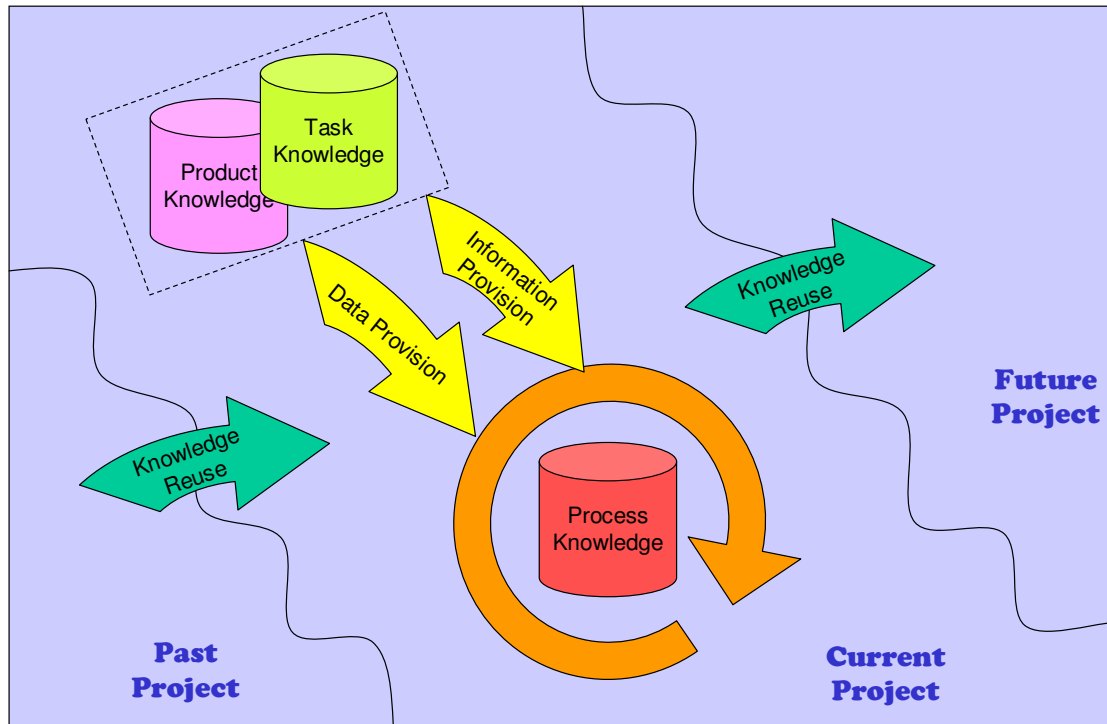 Task
Knowledge
Product
Knowledge
Information
Provision
Data Provision
Knowledge
Reuse
Future
Project
Knowledge
Reuse
Process
Knowledge
Past
Project
Current
Project